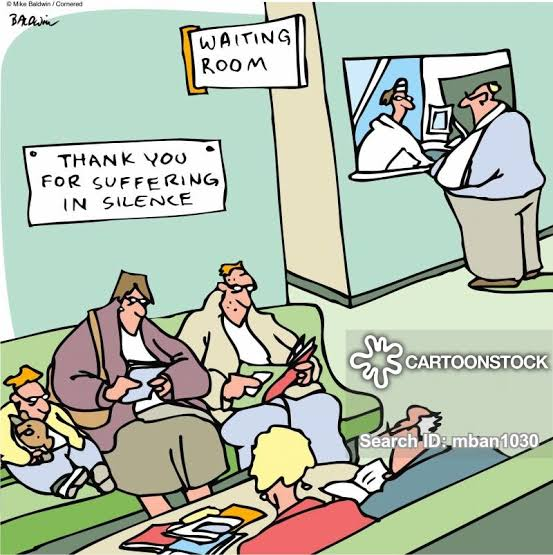 © Mike Baldwin / Cornered
BALDWIN
WAITING
ROOM
THANK YOU
FOR SUFFERING
IN SILENCE
CARTOONSTOCK
Search ID: mban1030